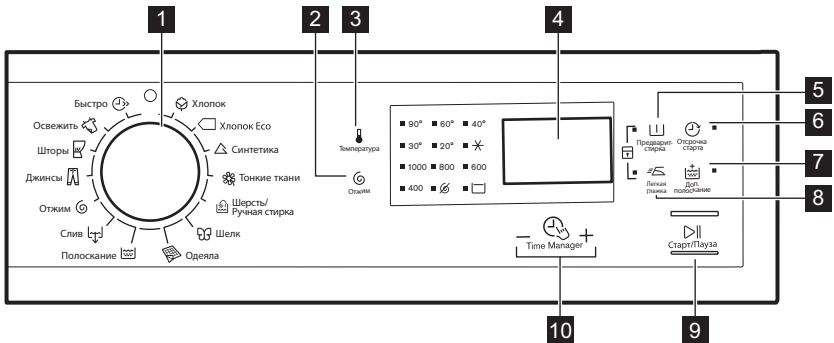 1
2
3
4
5
6
7
8
9
10
Быстро
Освежить
Шторы
Джинсы
Отжим
Слив
Полоскание
Хлопок
Хлопок Eco
Синтетика
Тонкие ткани
Шерсть/
Ручная стирка
Шелк
Одеяла
Температура
Отжим
90° 60° 40°
30° 20°
1000 800 600
400
Time Manager
Предварит.
стирка
Отсрочка
старта
Легкая
глажка
Доп.
полоскание
Старт/Пауза